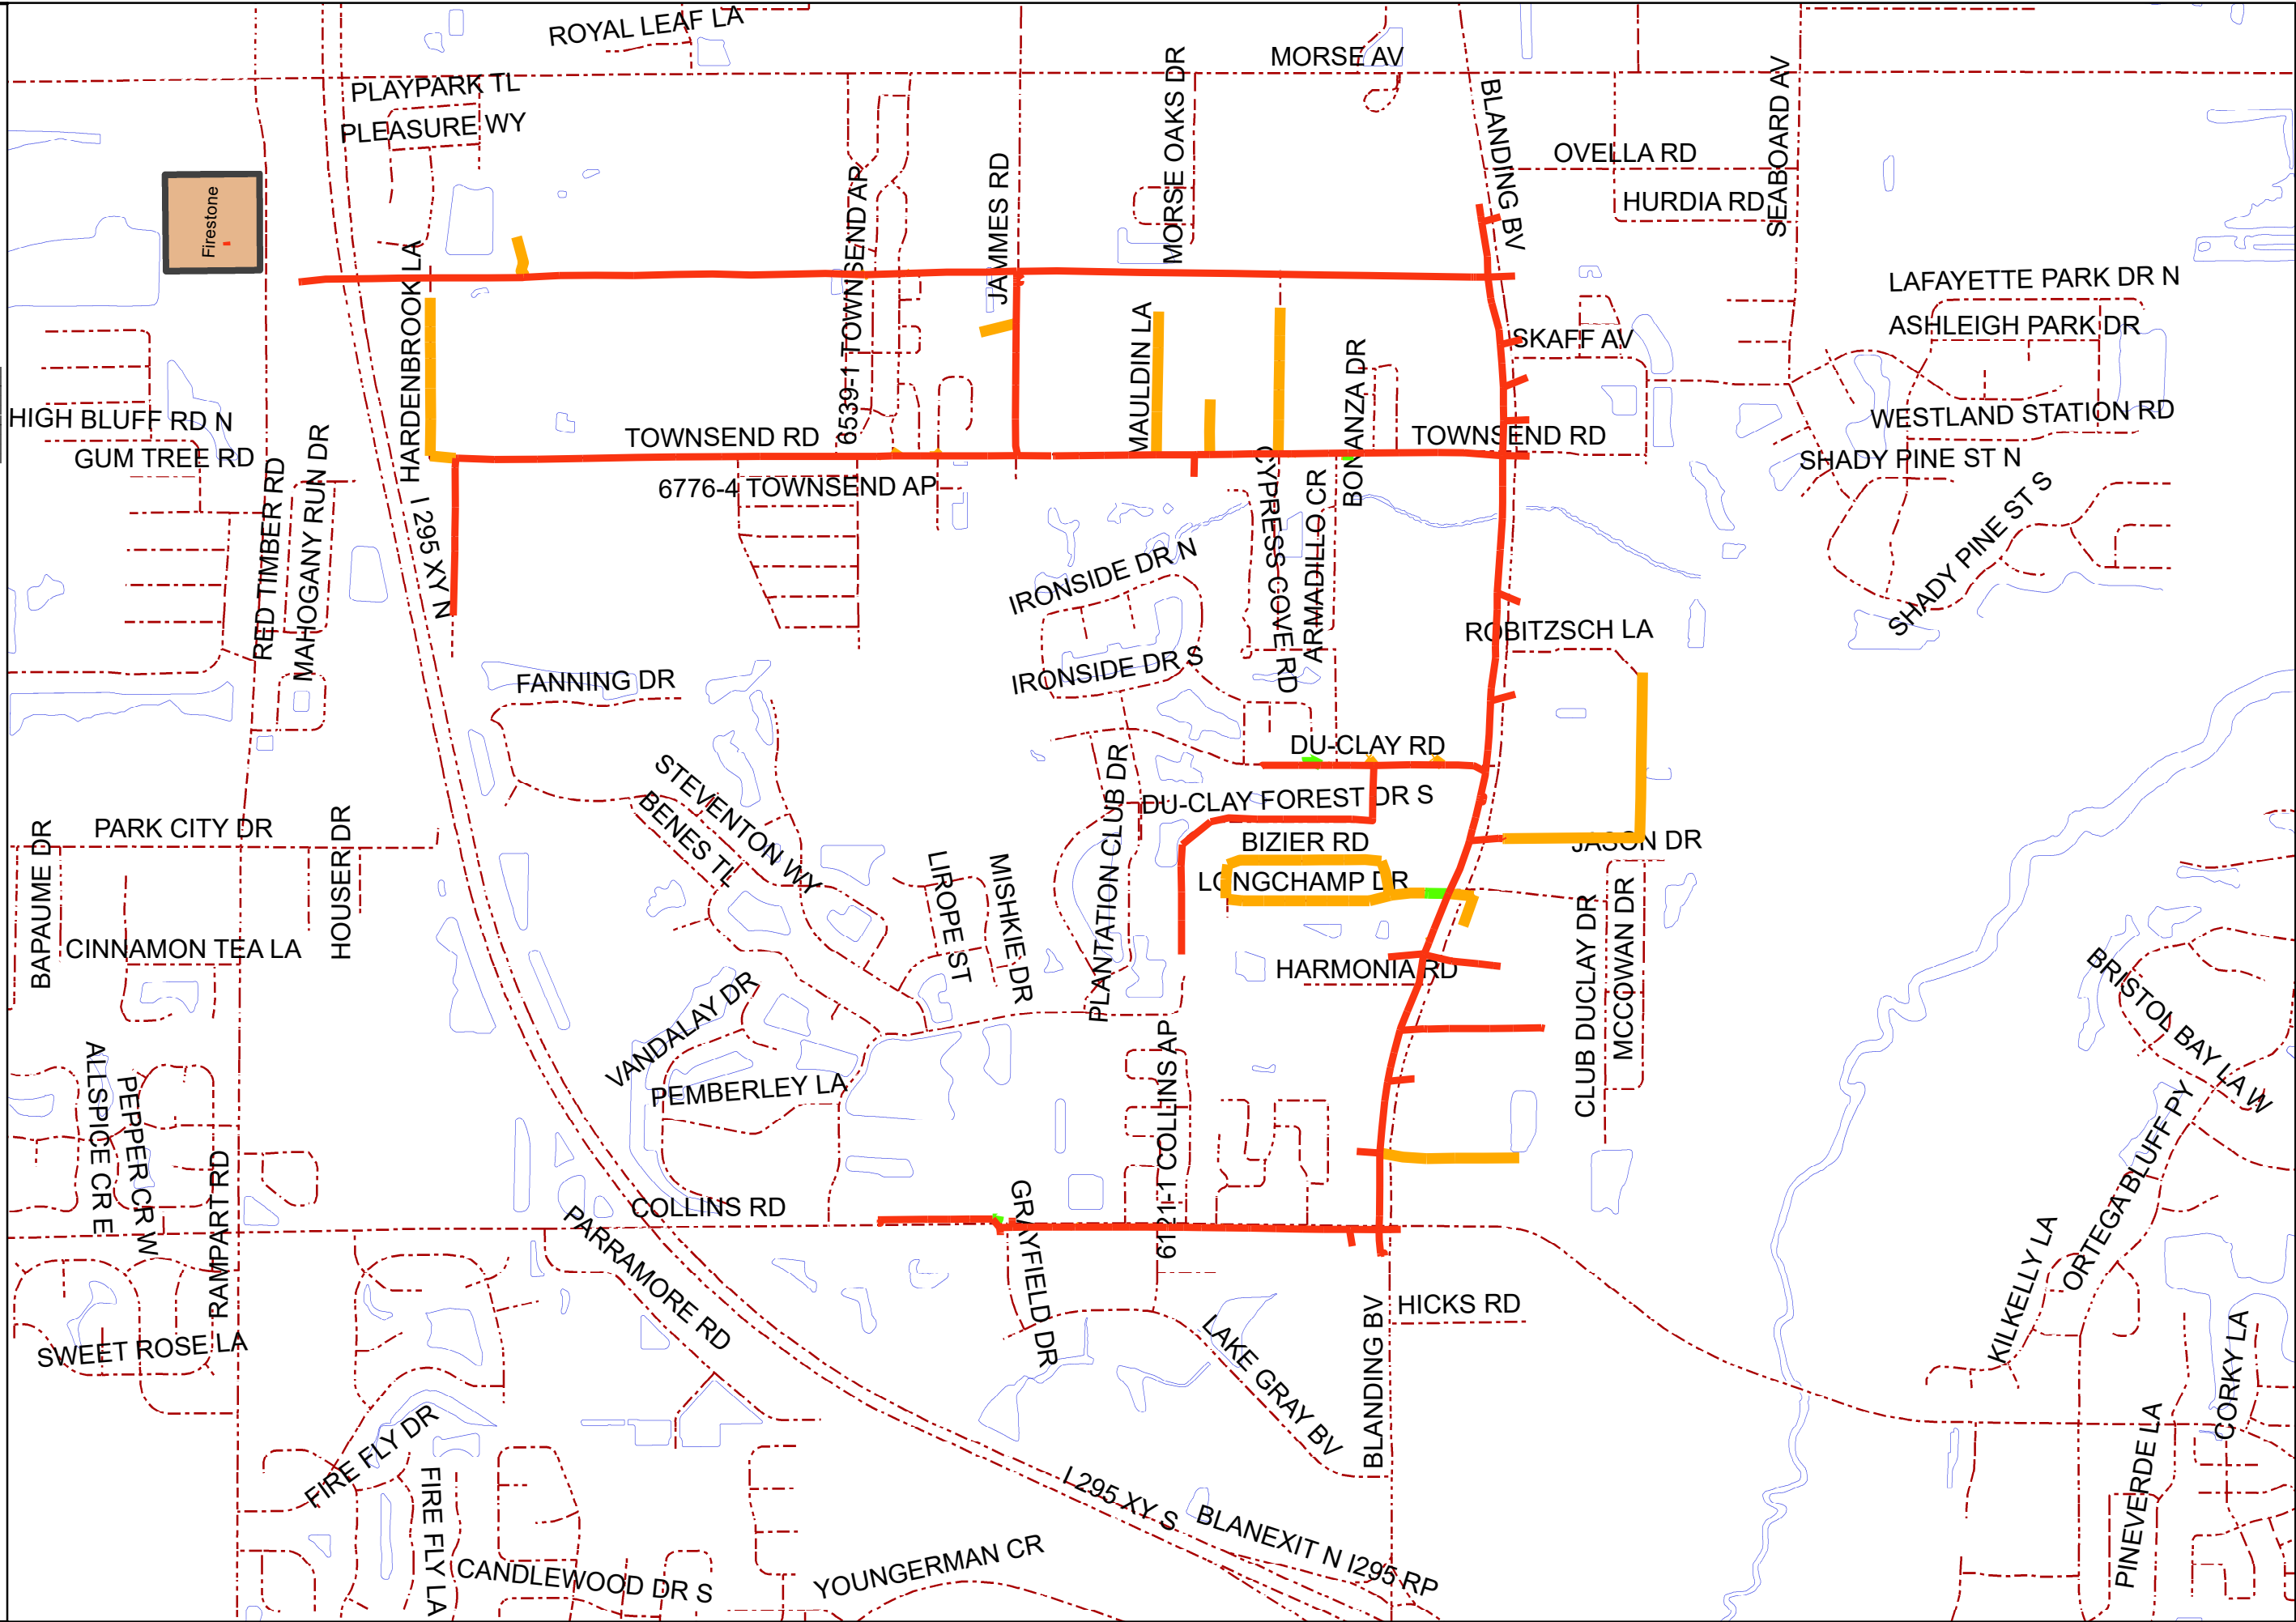 ROYAL LEAF LA
MORSE AV
PLAYPARK TL
PLEASURE WY
MORSE OAKS DR
BLANDING BV
SEABOARD AV
OVELLA RD
HURDIA RD
Firestone
JAMMES RD
6539-1 TOWNSEND AP
HARDENBROOK LA
LAFAYETTE PARK DR N
ASHLEIGH PARK DR
SKAFF AV
MAULDIN LA
BONANZA DR
HIGH BLUFF RD N
GUM TREE RD
TOWNSEND RD
TOWNSEND RD
WESTLAND STATION RD
SHADY PINE ST N
6776-4 TOWNSEND AP
RED TIMBER RD
MAHOGANY RUN DR
I 295 XY N
CYPRESS COVE RD
ARMADILLO CR
SHADY PINE ST S
IRONSIDE DR N
ROBITZSCH LA
IRONSIDE DR S
FANNING DR
DU-CLAY RD
STEVENTON WY
BENES TL
PLANTATION CLUB DR
DU-CLAY FOREST DR S
BIZIER RD
JASON DR
LONGCHAMP DR
PARK CITY DR
BAPAUME DR
HOUSER DR
LIROPE ST
MISHKIE DR
CINNAMON TEA LA
HARMONIA RD
CLUB DUCLAY DR
MCCOWAN DR
BRISTOL BAY LA W
VANDALAY DR
PEMBERLEY LA
ALLSPICE CR E
PEPPER CR W
RAMPART RD
6121-1 COLLINS AP
ORTEGA BLUFF PY
COLLINS RD
PARRAMORE RD
GRAYFIELD DR
KILKELLY LA
HICKS RD
SWEET ROSE LA
LAKE GRAY BV
BLANDING BV
CORKY LA
FIRE FLY DR
FIRE FLY LA
PINEVERDE LA
I 295 XY S
BLANEXIT N I295 RP
YOUNGERMAN CR
CANDLEWOOD DR S